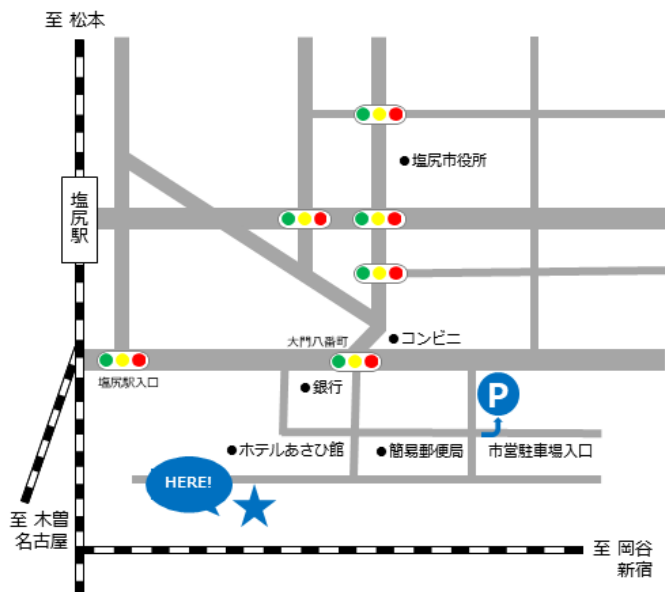 至 松本
塩尻駅
塩尻市役所
大門八番町
コンビニ
塩尻駅入口
銀行
P
ホテルあさひ館
簡易郵便局
市営駐車場入口
HERE!
至 木曽
名古屋
至 岡谷
新宿